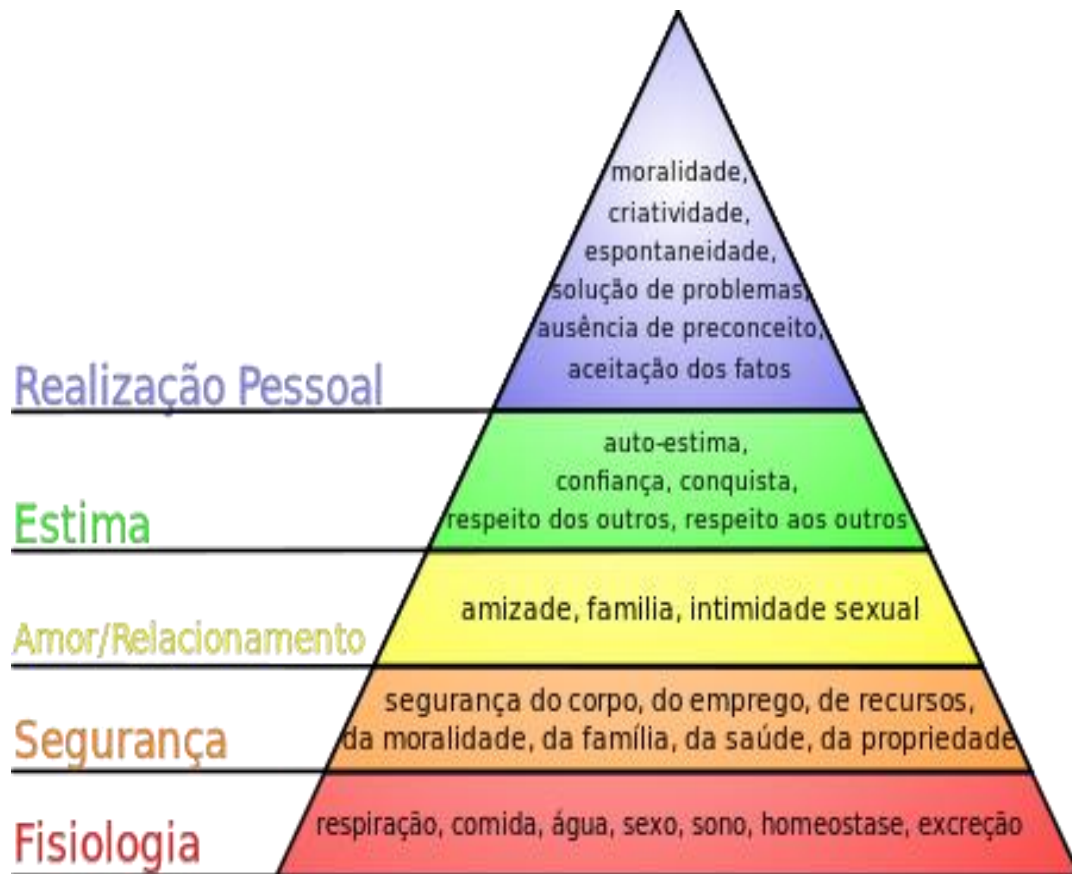 moralidade,
criatividade,
espontaneidade,
solução de problemas,
ausência de preconceito,
aceitação dos fatos
Realização Pessoal
auto-estima,
confiança, conquista,
respeito dos outros, respeito aos outros
Estima
amizade, familia, intimidade sexual
Amor/Relacionamento
segurança do corpo, do emprego, de recursos,
da moralidade, da família, da saúde, da propriedade
Segurança
respiração, comida, água, sexo, sono, homeostase, excreção
Fisiologia